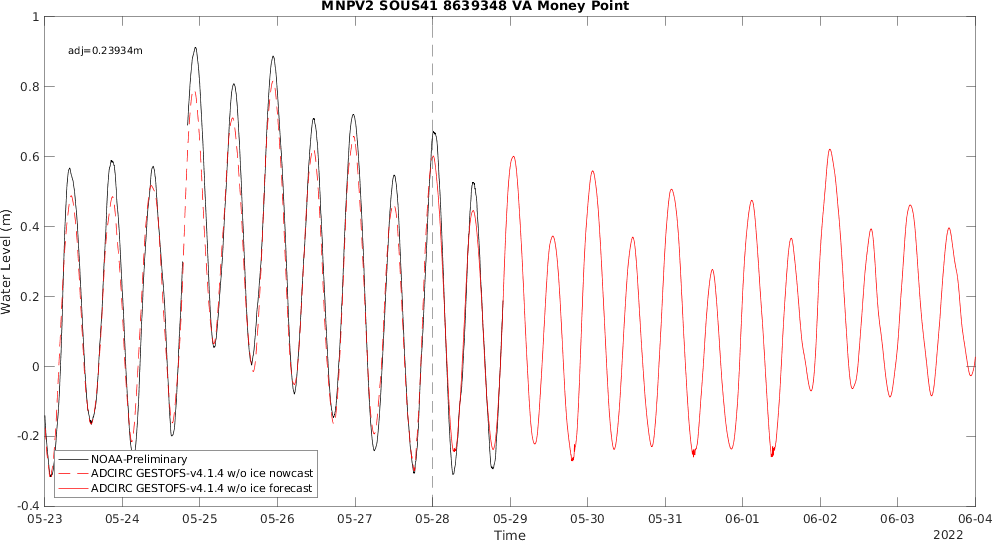 MNPV2 SOUS41 8639348 VA Money Point
1
adj=0.23934m
0.8
0.6
0.4
Water Level (m)
0.2
0
-0.2
NOAA-Preliminary
ADCIRC GESTOFS-v4.1.4 w/o ice nowcast
ADCIRC GESTOFS-v4.1.4 w/o ice forecast
-0.4
05-23 05-24 05-25 05-26 05-27 05-28 05-29 05-30 05-31 06-01 06-02 06-03 06-04
Time
2022